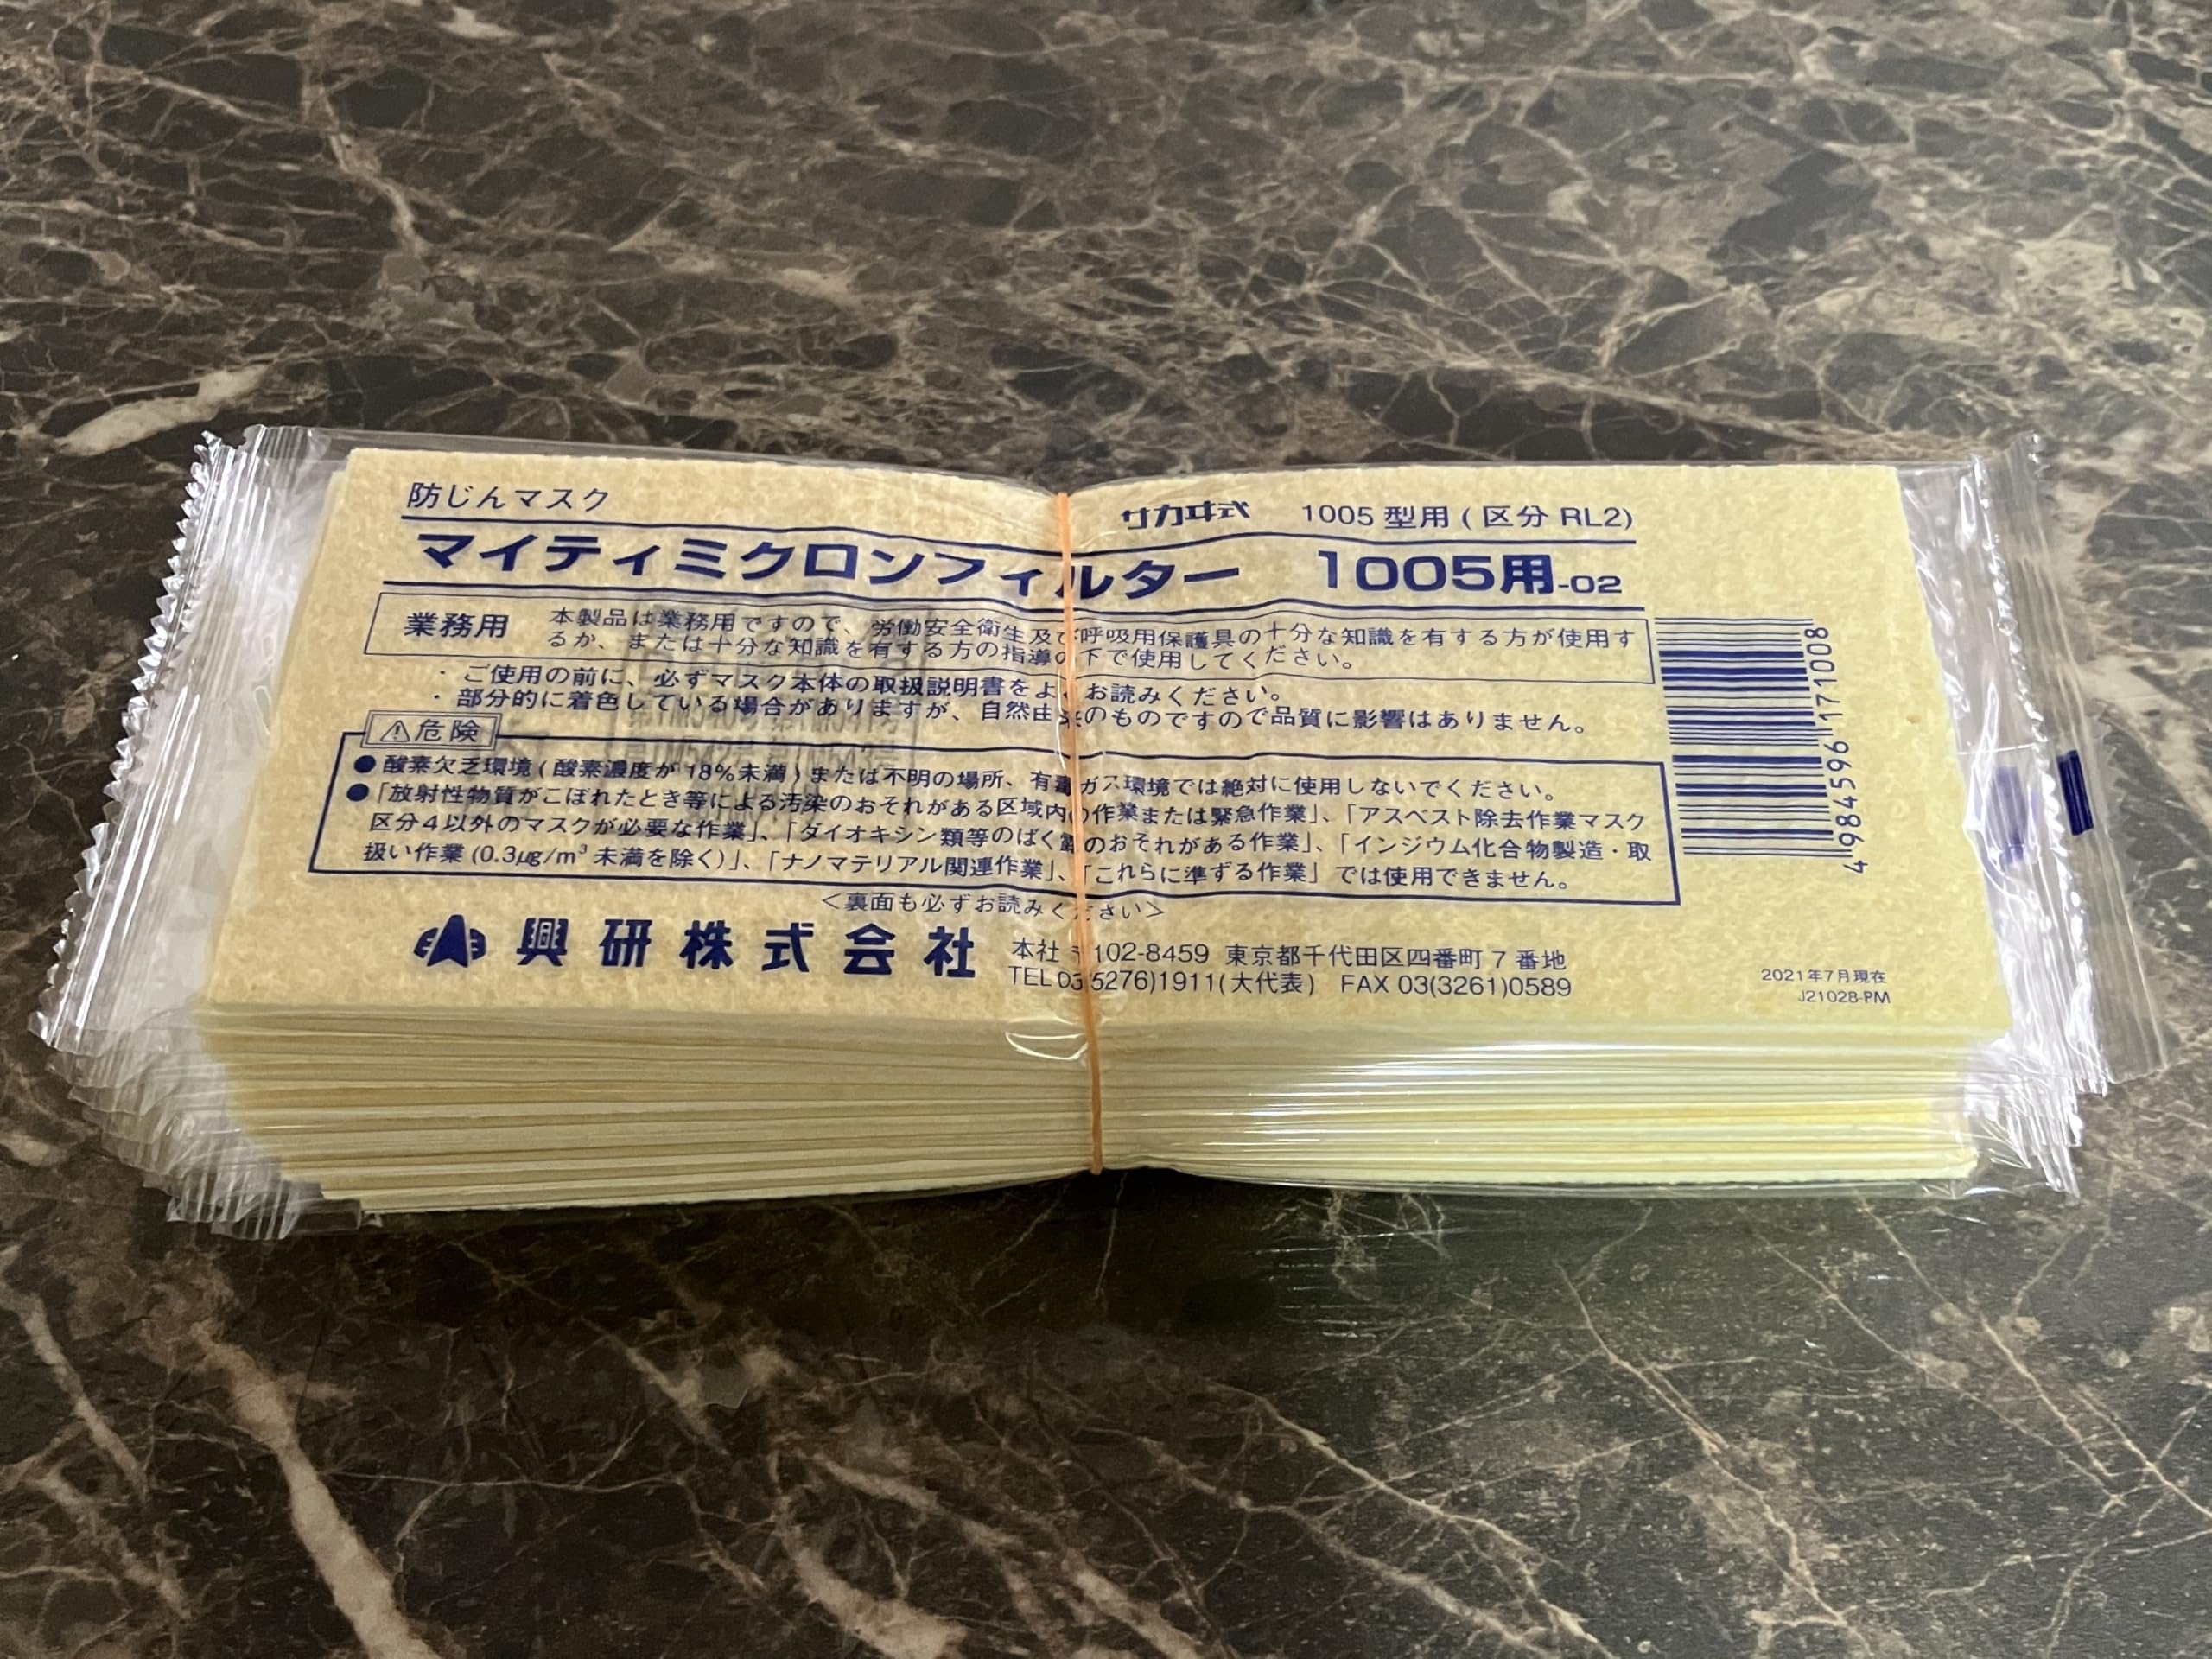 防じんマスク サカヰ式 1005 型用 ( 区分 RL2)
マイティミクロンフィルター 1005用-02
業務用 本製品は業務用ですので、労働安全衛生及び呼吸用保護具の十分な知識を有する方が使用す
るか、または十分な知識を有する方の指導の下で使用してください。
・ご使用の前に、必ずマスク本体の取扱説明書をよくお読みください。
・部分的に着色している場合がありますが、自然由来のものですので品質に影響はありません。
⚠危険
●酸素欠乏環境 ( 酸素濃度が 18%未満 ) または不明の場所、有毒ガス環境では絶対に使用しないでください。
●「放射性物質がこぼれたとき等による汚染のおそれがある区域内の作業または緊急作業」、「アスベスト除去作業マスク
区分4以外のマスクが必要な作業」、「ダイオキシン類等のばく露のおそれがある作業」、「インジウム化合物製造・取
扱い作業 (0.3㎍/m³ 未満を除く)」、「ナノマテリアル関連作業」、「これらに準ずる作業」では使用できません。
<裏面も必ずお読みください>
興研株式会社 本社 〒102-8459 東京都千代田区四番町 7 番地
TEL 03(5276)1911(大代表) FAX 03(3261)0589
2021年7月現在
J21028-PM
4984596171008